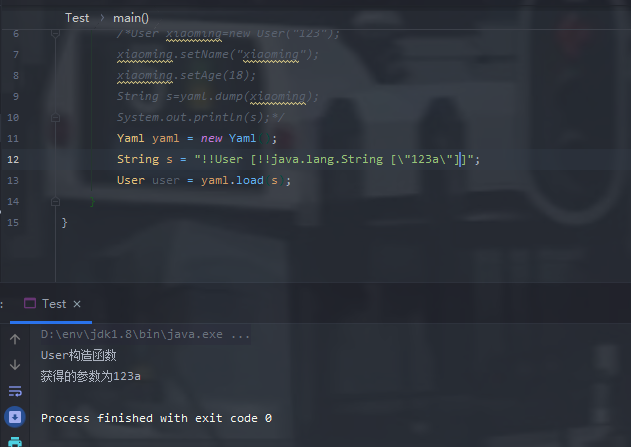 Test > main()
6 /*User xiaoming=new User("123");
7 xiaoming.setName("xiaoming");
8 xiaoming.setAge(18);
9 String s=yaml.dump(xiaoming);
10 System.out.println(s);*/
11 Yaml yaml = new Yaml ;
12 String s = "!!User [!!java.lang.String [\"123a\"]]";
13 User user = yaml.load s ;
14 }
15 }
: Test ×
D:\env\jdk1.8\bin\java.exe ...
User构造函数
获得的参数为123a
Process finished with exit code 0